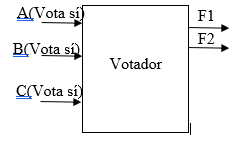 A(Vota sí)
F1
F2
B(Vota sí)
Votador
C(Vota sí)